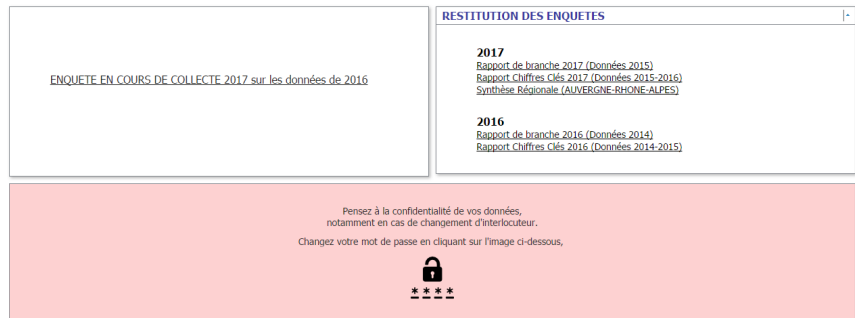 ENQUETE EN COURS DE COLLECTE 2017 sur les données de 2016
RESTITUTION DES ENQUETES
2017
Rapport de branche 2017 (Données 2015)
Rapport Chiffres Clés 2017 (Données 2015-2016)
Synthèse Régionale (AUVERGNE-RHONE-ALPES)
2016
Rapport de branche 2016 (Données 2014)
Rapport Chiffres Clés 2016 (Données 2014-2015)
Pensez à la confidentialité de vos données,
notamment en cas de changement d'interlocuteur.
Changez votre mot de passe en cliquant sur l'image ci-dessous,
* * * *